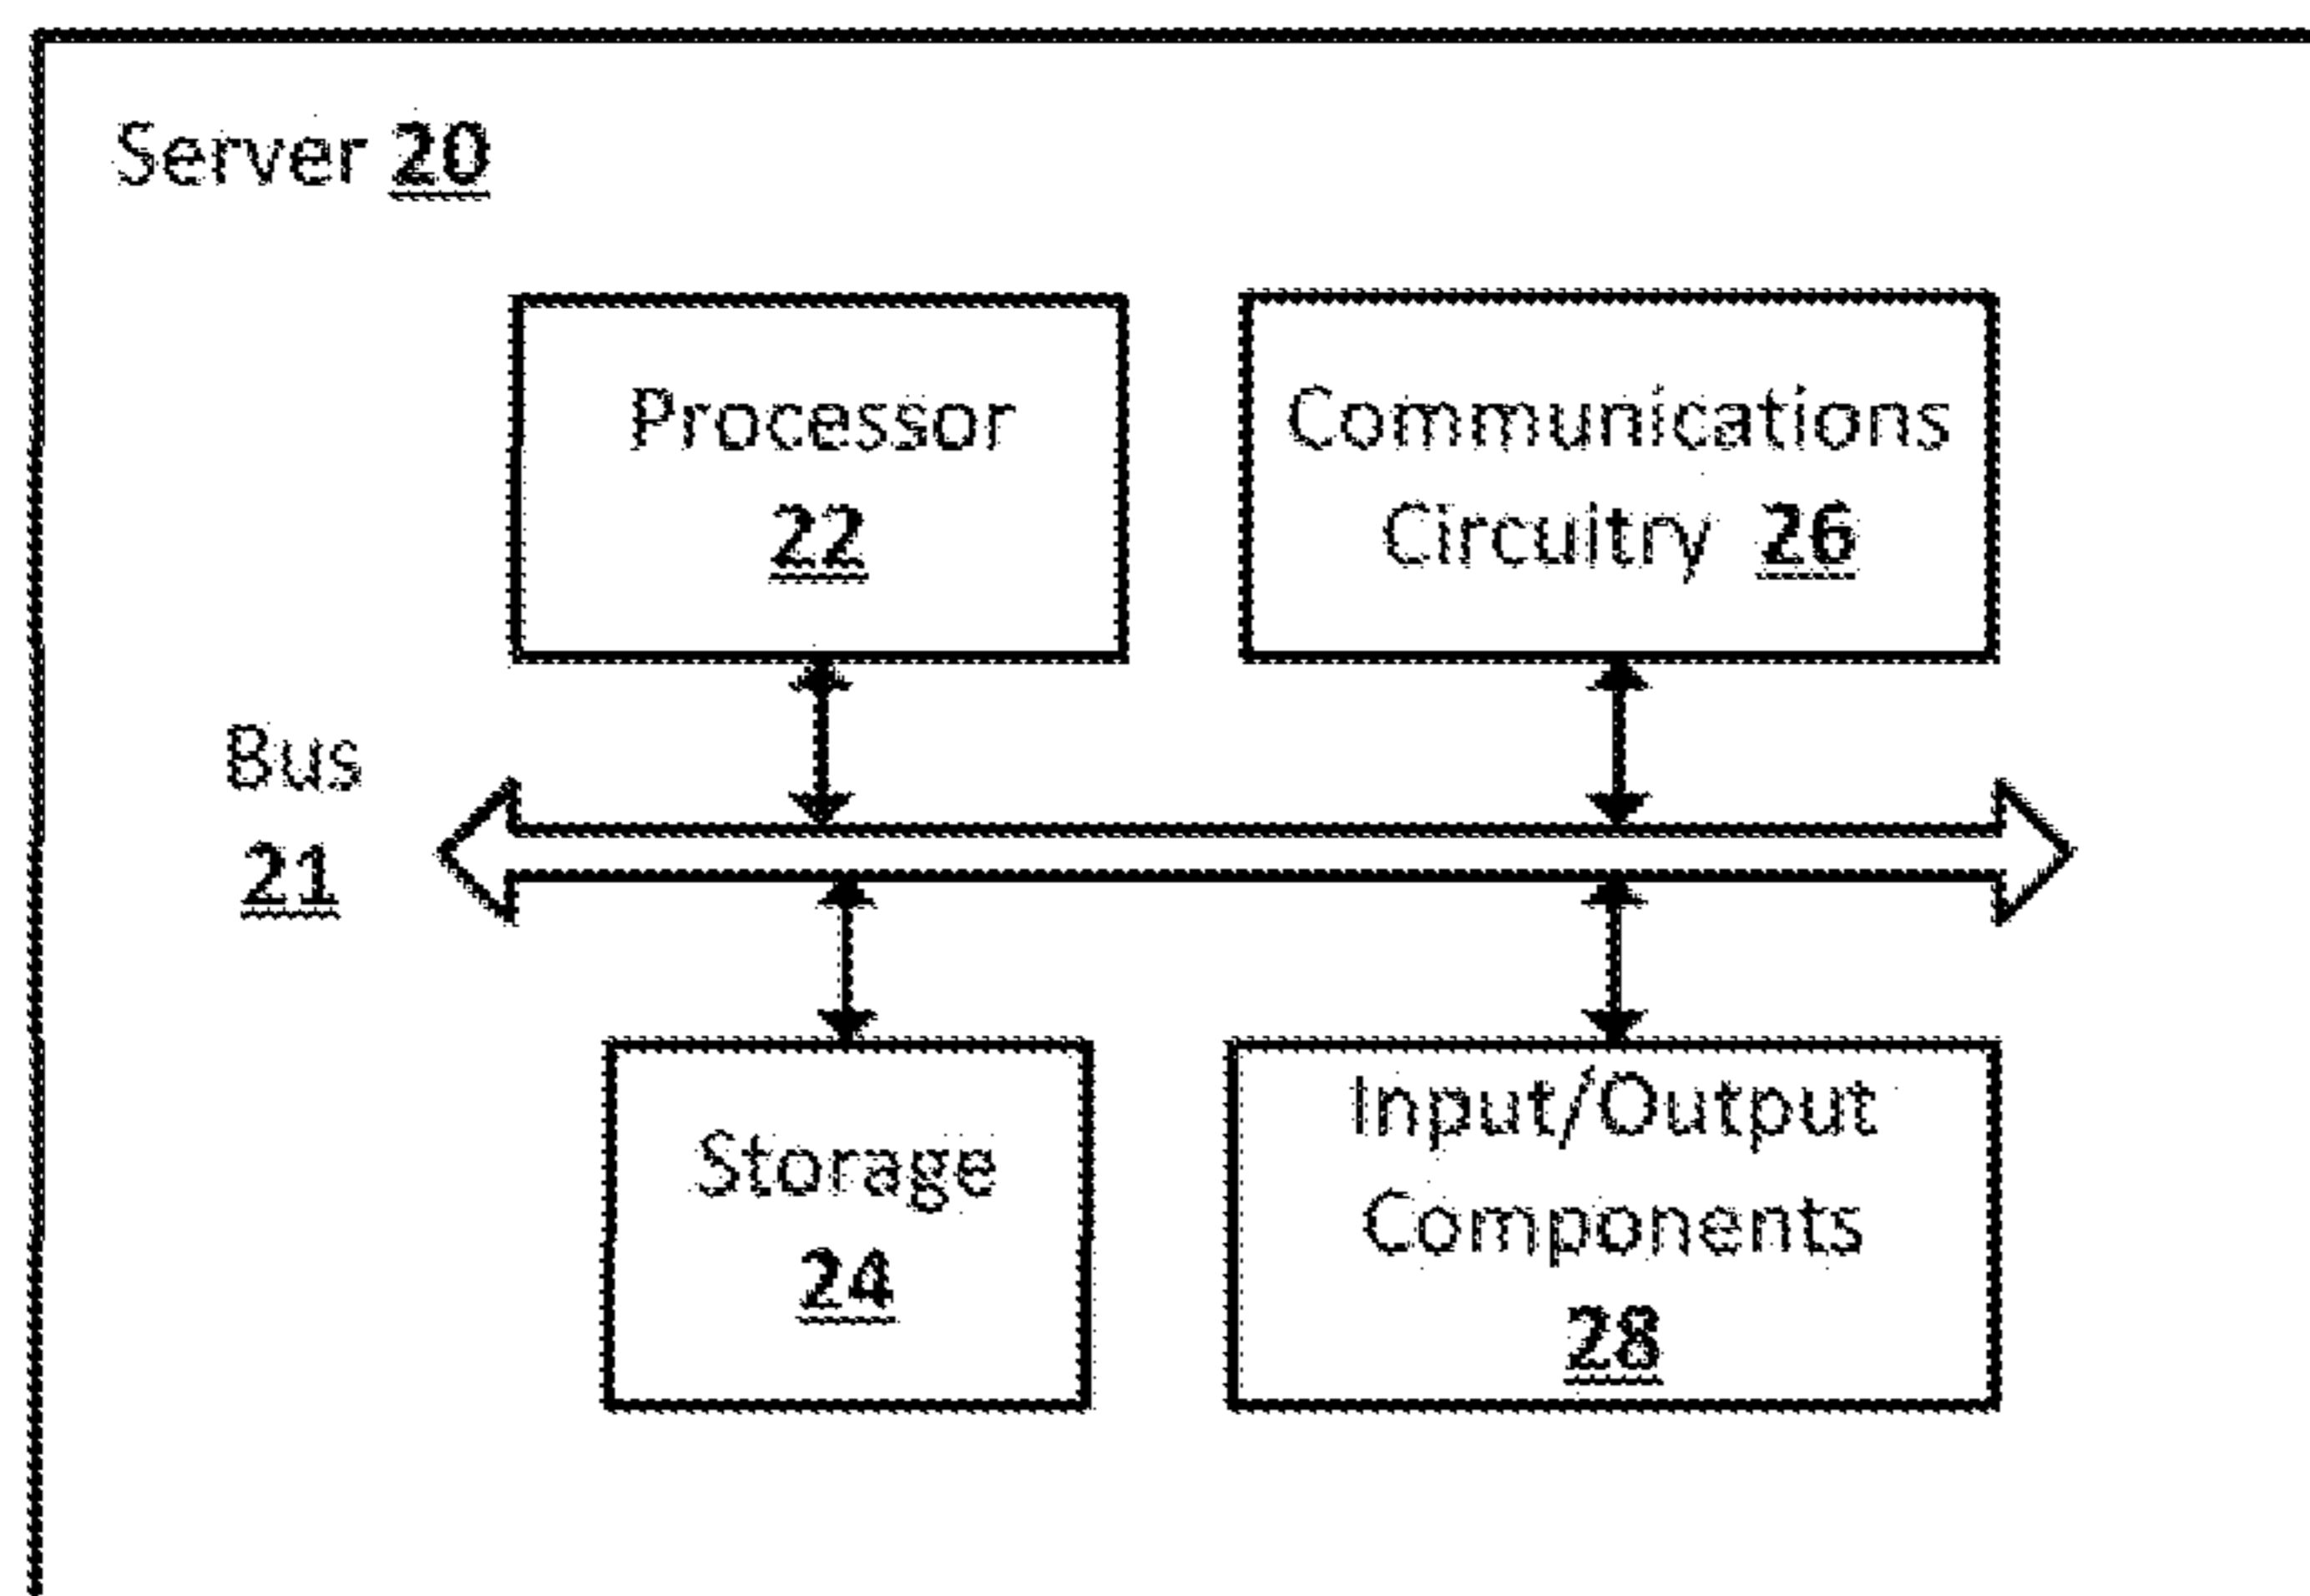 Server 20
Processor
22
Communications
Circuitry 26
Bus
21
Storage
24
Input/Output
Components
28